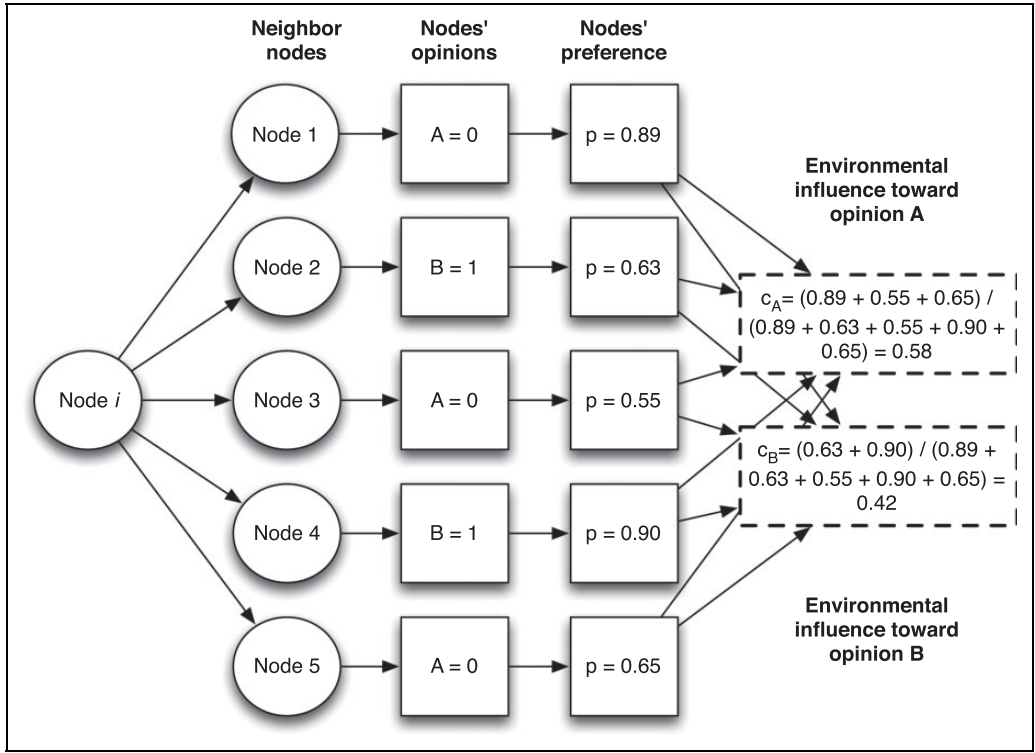 Neighbor
nodes
Nodes'
opinions
Nodes'
preference
Node 1
A = 0
p = 0.89
Node 2
B = 1
p = 0.63
Node i
Node 3
A = 0
p = 0.55
Node 4
B = 1
p = 0.90
Node 5
A = 0
p = 0.65
Environmental
influence toward
opinion A
cA= (0.89 + 0.55 + 0.65) /
(0.89 + 0.63 + 0.55 + 0.90 +
0.65) = 0.58
cB= (0.63 + 0.90) / (0.89 +
0.63 + 0.55 + 0.90 + 0.65) =
0.42
Environmental
influence toward
opinion B